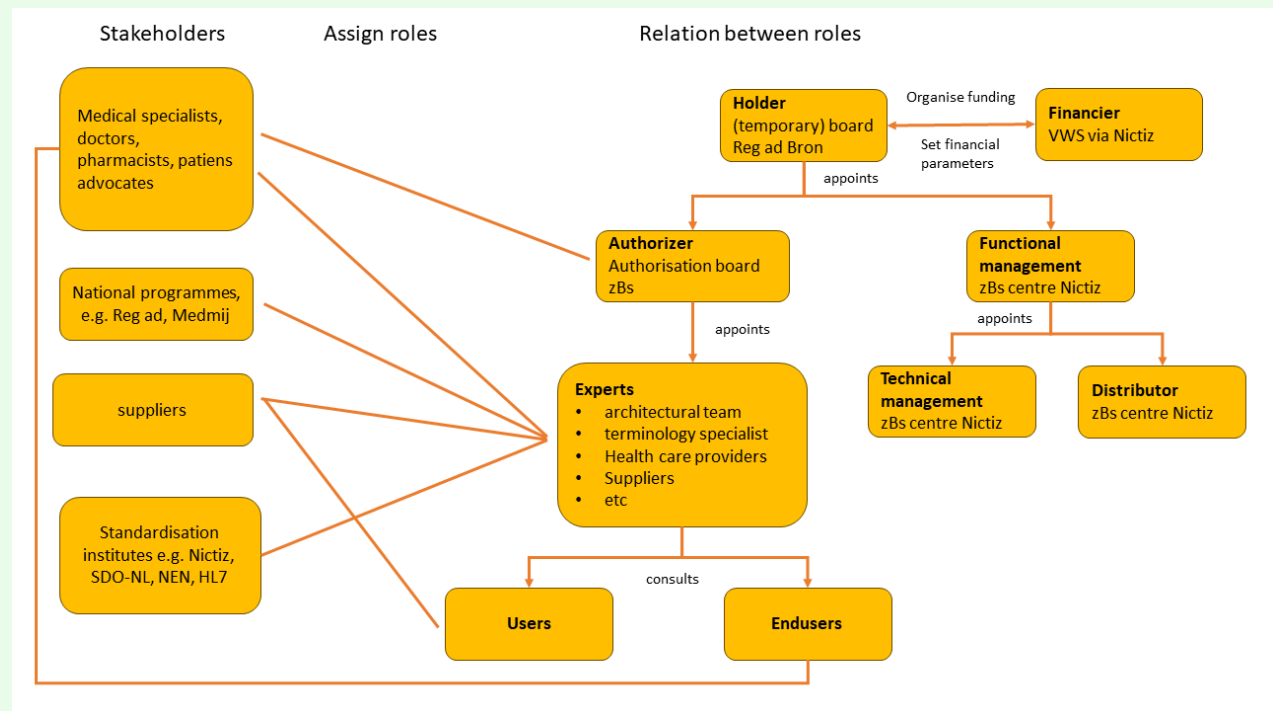 Stakeholders
Assign roles
Relation between roles
Medical specialists,
doctors,
pharmacists, patiens
advocates
National programmes,
e.g. Reg ad, Medmij
suppliers
Standardisation
institutes e.g. Nictiz,
SDO-NL, NEN, HL7
Holder
(temporary) board
Reg ad Bron
Organise funding
Set financial
parameters
Financier
VWS via Nictiz
appoints
Authorizer
Authorisation board
zBs
Functional
management
zBs centre Nictiz
appoints
appoints
Experts
• architectural team
• terminology specialist
• Health care providers
• Suppliers
• etc
Technical
management
zBs centre Nictiz
Distributor
zBs centre Nictiz
consults
Users
Endusers